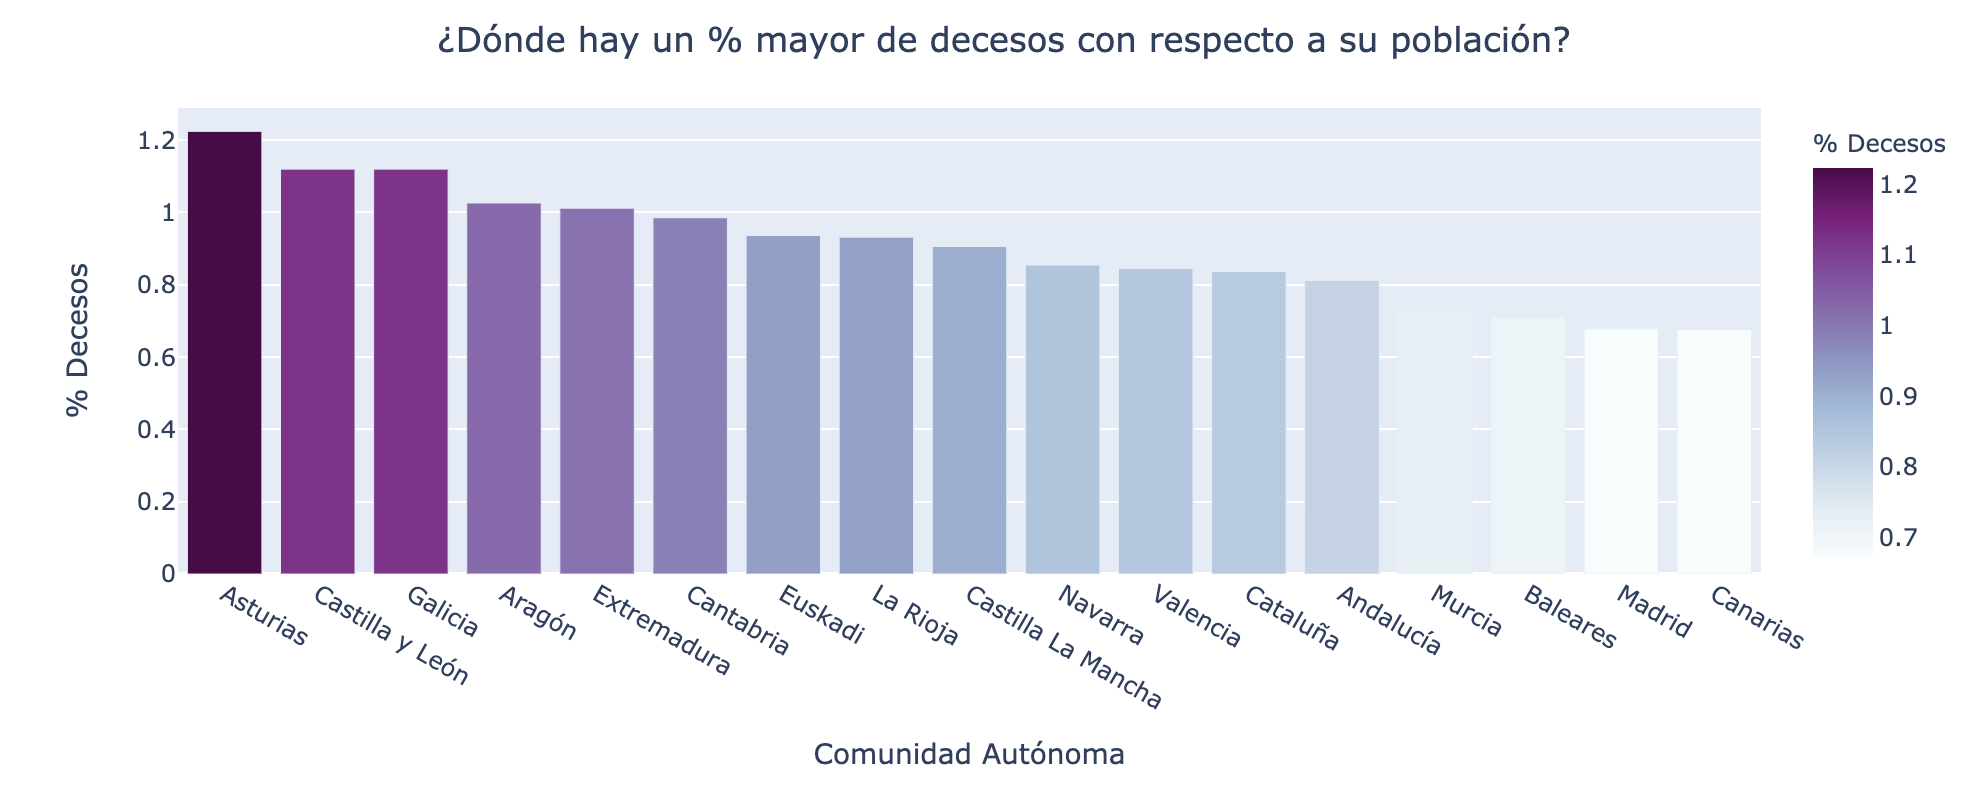 ¿Dónde hay un % mayor de decesos con respecto a su población?
% Decesos
1.2
1
0.8
0.6
0.4
0.2
0
Asturias
Castilla y León
Galicia
Aragón
Extremadura
Cantabria
Euskadi
La Rioja
Castilla La Mancha
Navarra
Valencia
Cataluña
Andalucía
Murcia
Baleares
Madrid
Canarias
Comunidad Autónoma
% Decesos
1.2
1.1
1
0.9
0.8
0.7